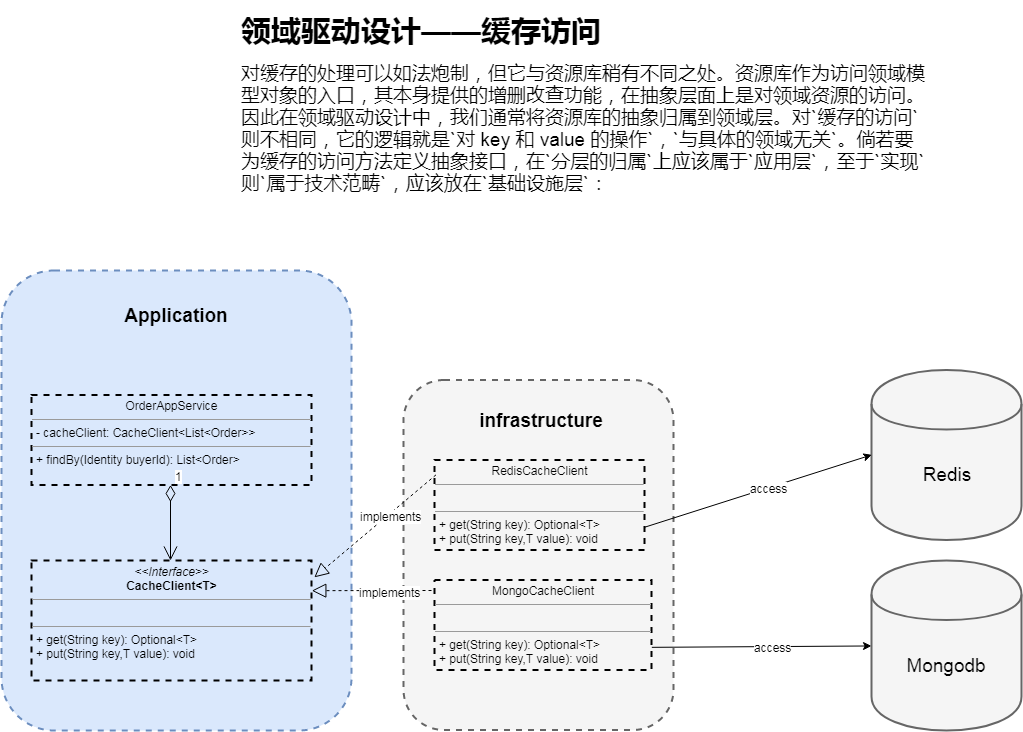 领域驱动设计——缓存访问
对缓存的处理可以如法炮制，但它与资源库稍有不同之处。资源库作为访问领域模
型对象的入口，其本身提供的增删改查功能，在抽象层面上是对领域资源的访问。
因此在领域驱动设计中，我们通常将资源库的抽象归属到领域层。对`缓存的访问`
则不相同，它的逻辑就是`对 key 和 value 的操作`，`与具体的领域无关`。倘若要
为缓存的访问方法定义抽象接口，在`分层的归属`上应该属于`应用层`，至于`实现`
则`属于技术范畴`，应该放在`基础设施层`：
Application
OrderAppService
- cacheClient: CacheClient<List<Order>>
+ findBy(Identity buyerId): List<Order>
1
<<Interface>>
CacheClient<T>
+ get(String key): Optional<T>
+ put(String key,T value): void
implements
implements
infrastructure
RedisCacheClient
+ get(String key): Optional<T>
+ put(String key,T value): void
MongoCacheClient
+ get(String key): Optional<T>
+ put(String key,T value): void
access
access
Redis
Mongodb